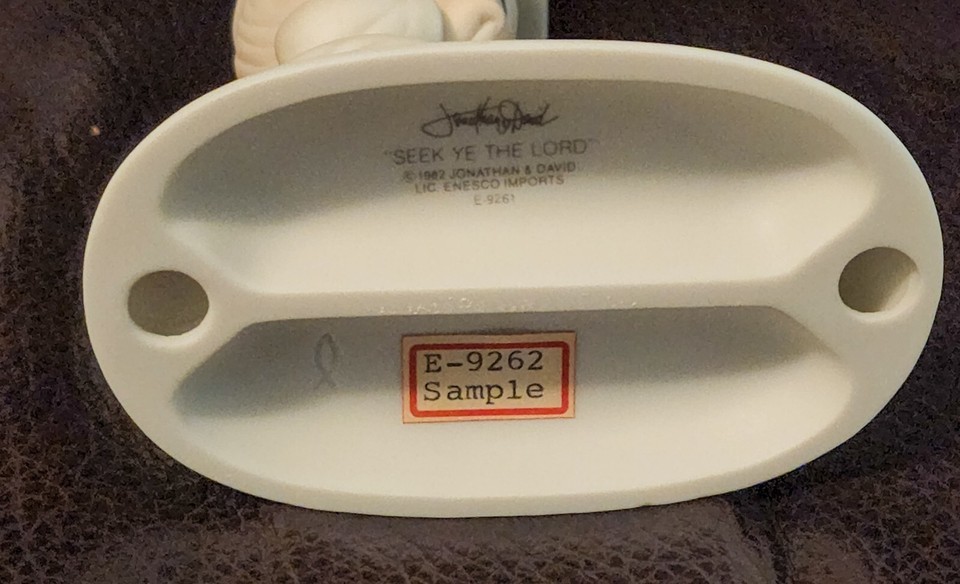 Jonathan & David
"SEEK YE THE LORD"
© 1982 JONATHAN & DAVID
LIC. ENESCO IMPORTS
E-9261
E-9262
Sample